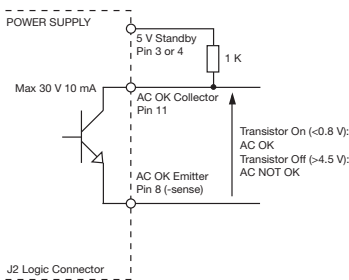 POWER SUPPLY
5 V Standby
Pin 3 or 4
1 K
Max 30 V 10 mA
AC OK Collector
Pin 11
Transistor On (<0.8 V):
AC OK
Transistor Off (>4.5 V):
AC NOT OK
AC OK Emitter
Pin 8 (-sense)
J2 Logic Connector